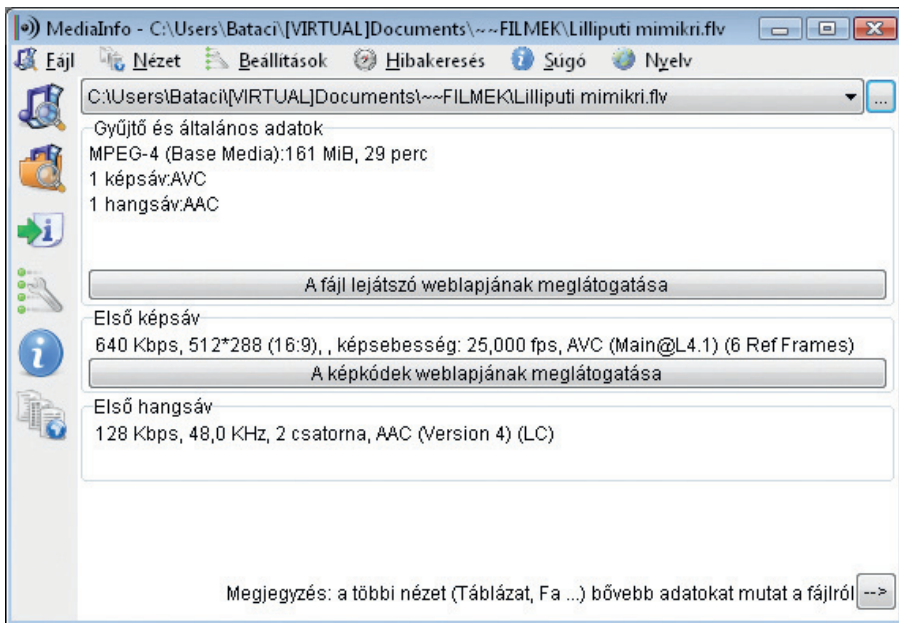 MediaInfo - C:\Users\Bataci\[VIRTUAL]Documents\~~FILMEK\Lilliputi mimikri.flv
Fájl Nézet Beállítások Hibakeresés Súgó Nyelv
C:\Users\Bataci\[VIRTUAL]Documents\~~FILMEK\Lilliputi mimikri.flv ...
Gyűjtő és általános adatok
MPEG-4 (Base Media):161 MiB, 29 perc
1 képsáv:AVC
1 hangsáv:AAC
A fájl lejátszó weblapjának meglátogatása
Első képsáv
640 Kbps, 512*288 (16:9), , képsebesség: 25,000 fps, AVC (Main@L4.1) (6 Ref Frames)
A képkódek weblapjának meglátogatása
Első hangsáv
128 Kbps, 48,0 KHz, 2 csatorna, AAC (Version 4) (LC)
Megjegyzés: a többi nézet (Táblázat, Fa ...) bővebb adatokat mutat a fájlról -->